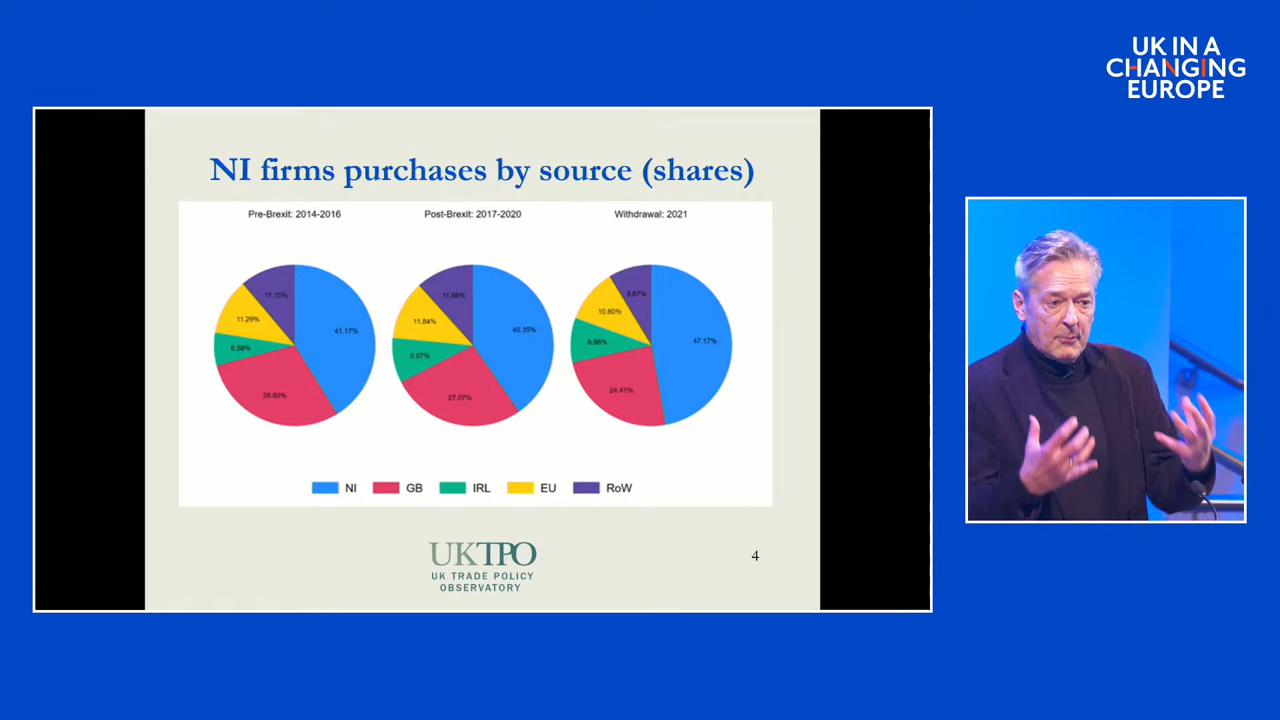 UK IN A
CHANGING
EUROPE
NI firms purchases by source (shares)
Pre-Brexit: 2014-2016
Post-Brexit: 2017-2020
Withdrawal: 2021
11.15%
11.29%
41.17%
6.58%
29.80%
11.66%
11.84%
40.35%
9.07%
27.07%
8.67%
10.80%
47.17%
8.96%
24.41%
NI
GB
IRL
EU
RoW
UKTPO
UK TRADE POLICY
OBSERVATORY
4